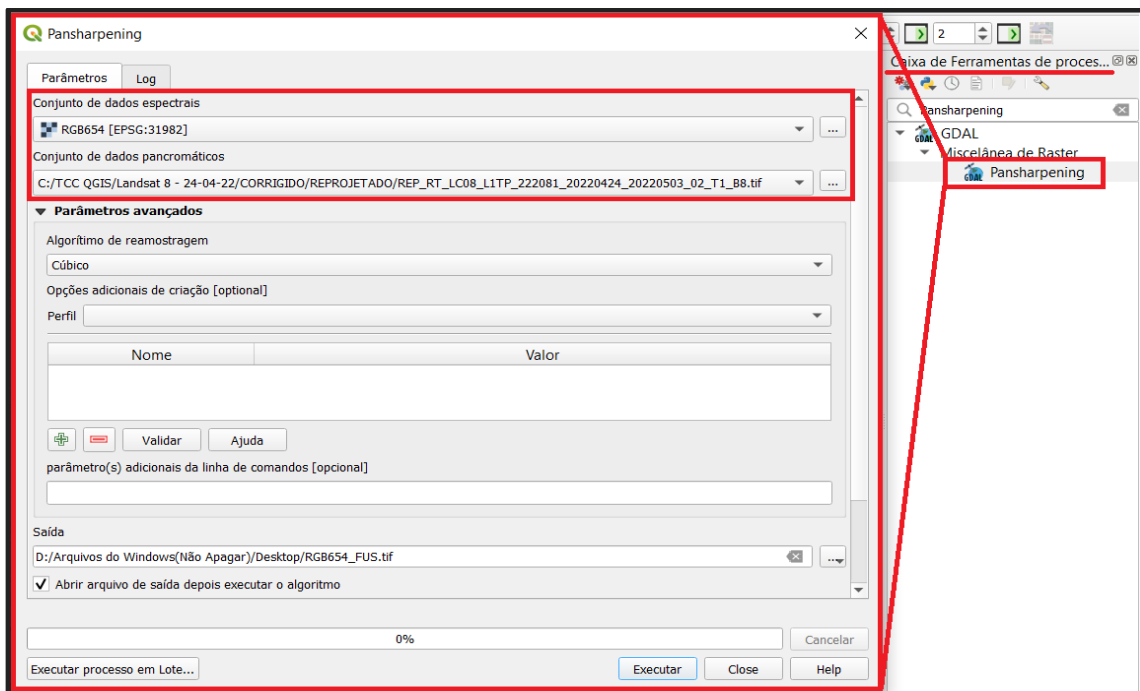 Pansharpening
Parâmetros Log
Conjunto de dados espectrais
RGB654 [EPSG:31982]
...
Conjunto de dados pancromáticos
C:/TCC QGIS/Landsat 8 - 24-04-22/CORRIGIDO/REPROJETADO/REP_RT_LC08_L1TP_222081_20220424_20220503_02_T1_B8.tif
...
Parâmetros avançados
Algorítimo de reamostragem
Cúbico
Opções adicionais de criação [optional]
Perfil
Nome Valor
Validar Ajuda
parâmetro(s) adicionais da linha de comandos [opcional]
Saída
D:/Arquivos do Windows(Não Apagar)/Desktop/RGB654_FUS.tif
...
Abrir arquivo de saída depois executar o algoritmo
0% Cancelar
Executar processo em Lote... Executar Close Help
2
Caixa de Ferramentas de proces...
Pansharpening
GDAL GDAL
Miscelânea de Raster
GDAL Pansharpening